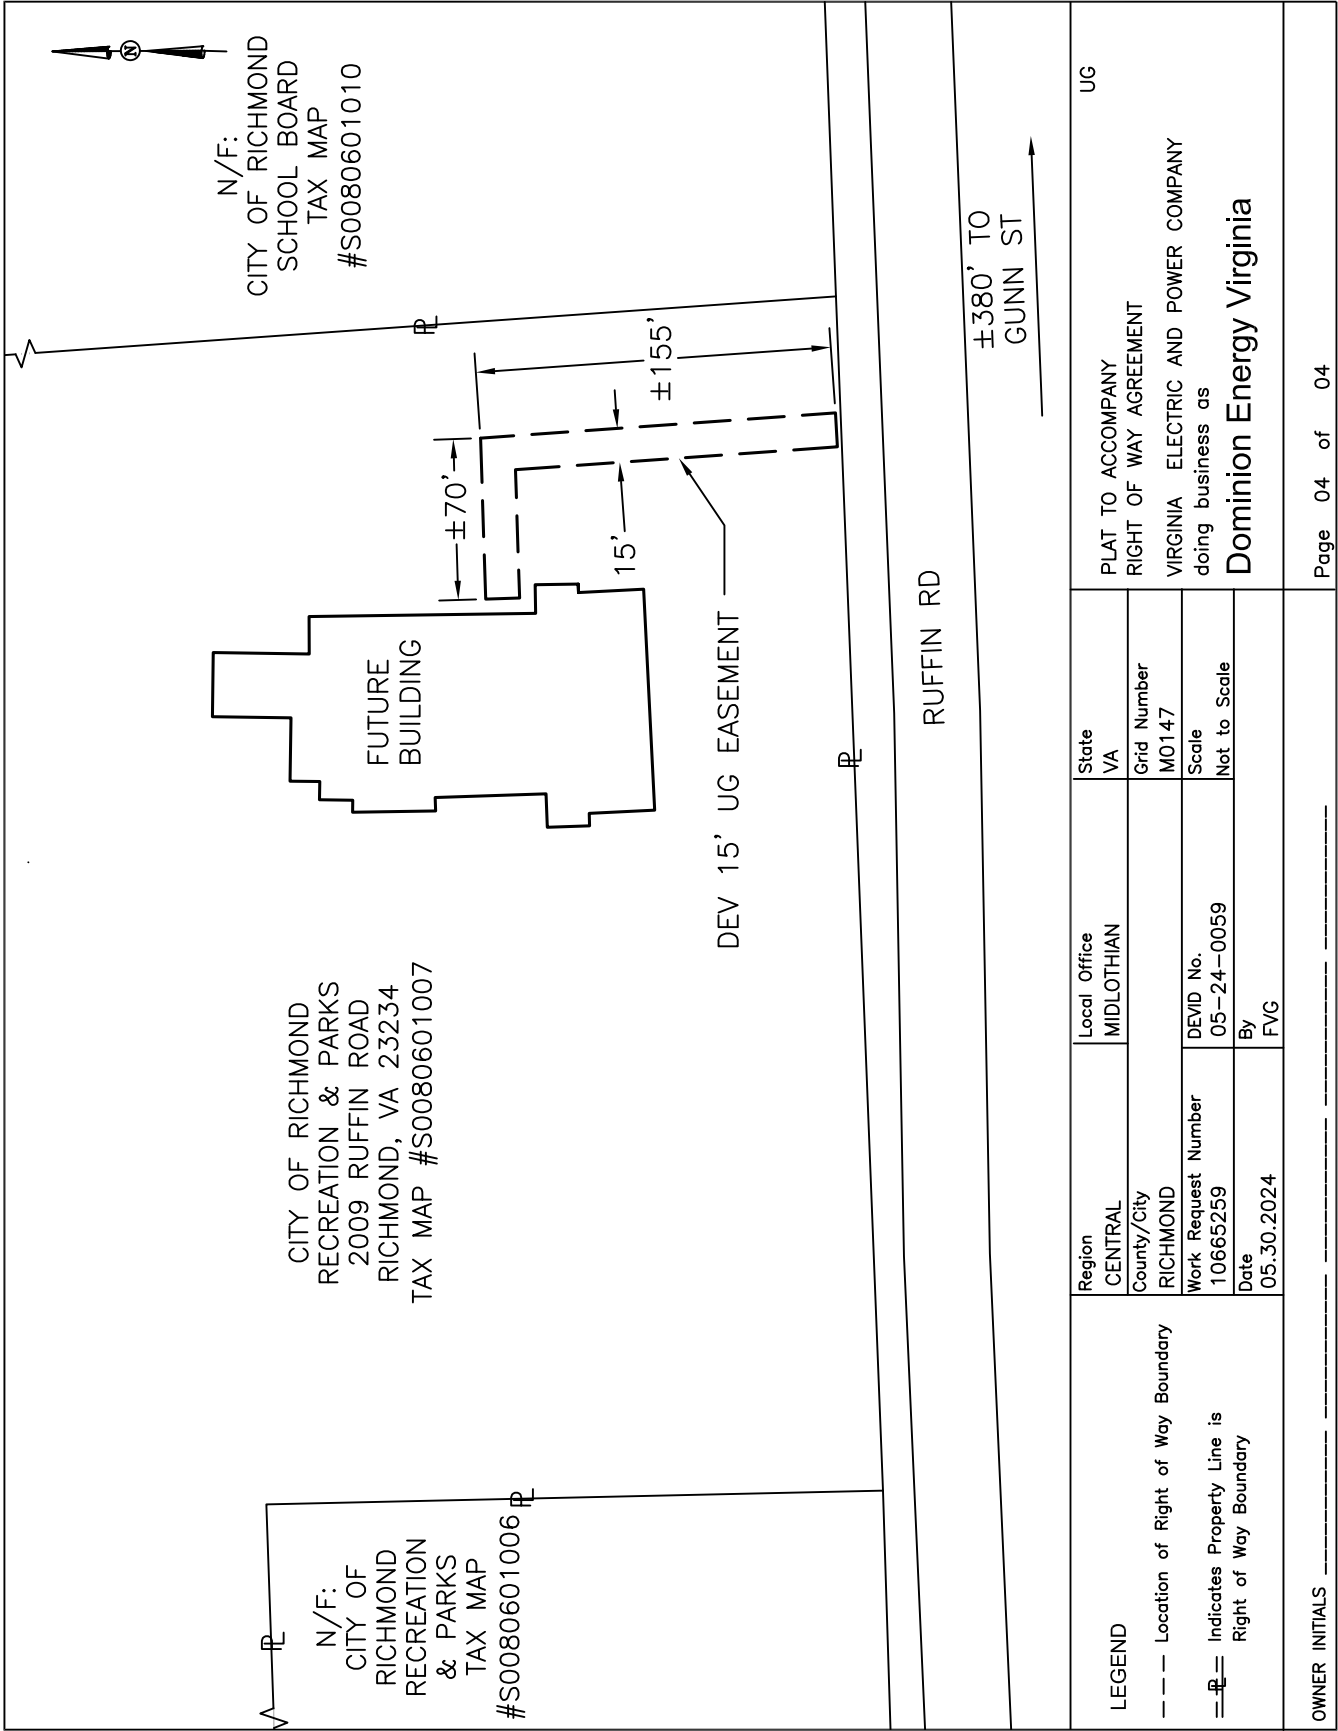 N
N/F:
CITY OF RICHMOND
SCHOOL BOARD
TAX MAP
#S0080601010
PL
±155'
±70'
15'
FUTURE
BUILDING
DEV 15' UG EASEMENT
CITY OF RICHMOND
RECREATION & PARKS
2009 RUFFIN ROAD
RICHMOND, VA 23234
TAX MAP #S0080601007
PL
N/F:
CITY OF
RICHMOND
RECREATION
& PARKS
TAX MAP
#S0080601006
PL
PL
RUFFIN RD
±380' TO
GUNN ST
LEGEND
--- Location of Right of Way Boundary
=PL= Indicates Property Line is
Right of Way Boundary
Region
CENTRAL
Local Office
MIDLOTHIAN
State
VA
County/City
RICHMOND
Grid Number
M0147
Work Request Number
10665259
DEVID No.
05-24-0059
Scale
Not to Scale
Date
05.30.2024
By
FVG
UG
PLAT TO ACCOMPANY
RIGHT OF WAY AGREEMENT
VIRGINIA ELECTRIC AND POWER COMPANY
doing business as
Dominion Energy Virginia
OWNER INITIALS
Page 04 of 04